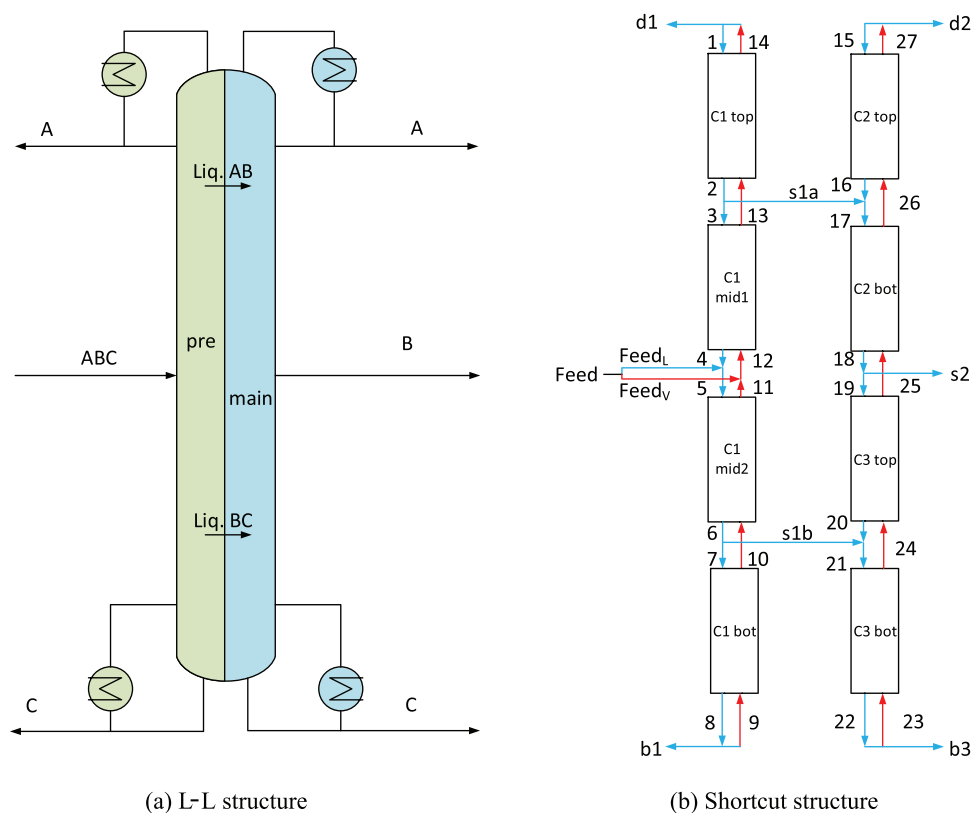 A
A
Liq. AB
pre
ABC
B
main
Liq. BC
C
C
(a) L-L structure
d1
d2
1
14
15
27
C1 top
C2 top
2
16
s1a
3
13
17
26
C1
mid1
C2 bot
Feed
FeedL
FeedV
4
12
5
11
18
s2
19
25
C1
mid2
C3 top
6
20
s1b
7
10
21
24
C1 bot
C3 bot
8
9
22
23
b1
b3
(b) Shortcut structure